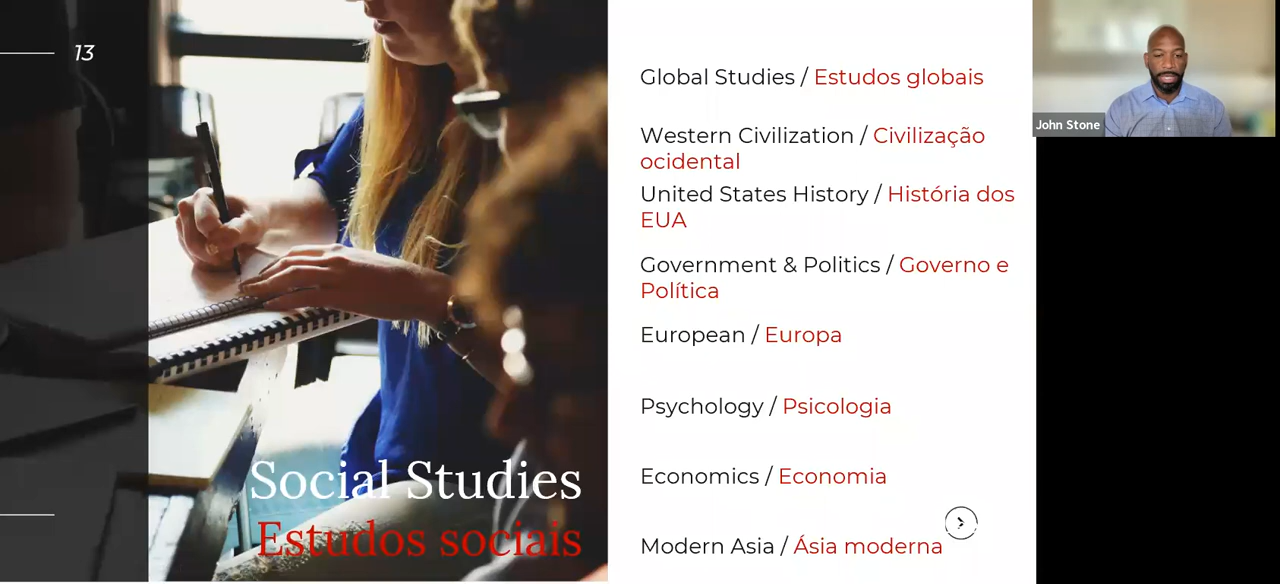 13
Social Studies
Estudos sociais
Global Studies / Estudos globais
Western Civilization / Civilização
ocidental
United States History / História dos
EUA
Government & Politics / Governo e
Política
European / Europa
Psychology / Psicologia
Economics / Economia
Modern Asia / Ásia moderna
John Stone